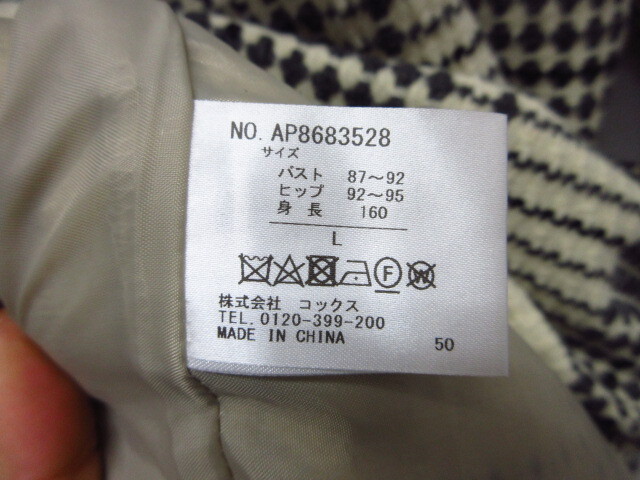 NO. AP8683528
サイズ
バスト 87～92
ヒップ 92～95
身長 160
L
F W
株式会社 コックス
TEL. 0120-399-200
MADE IN CHINA 50